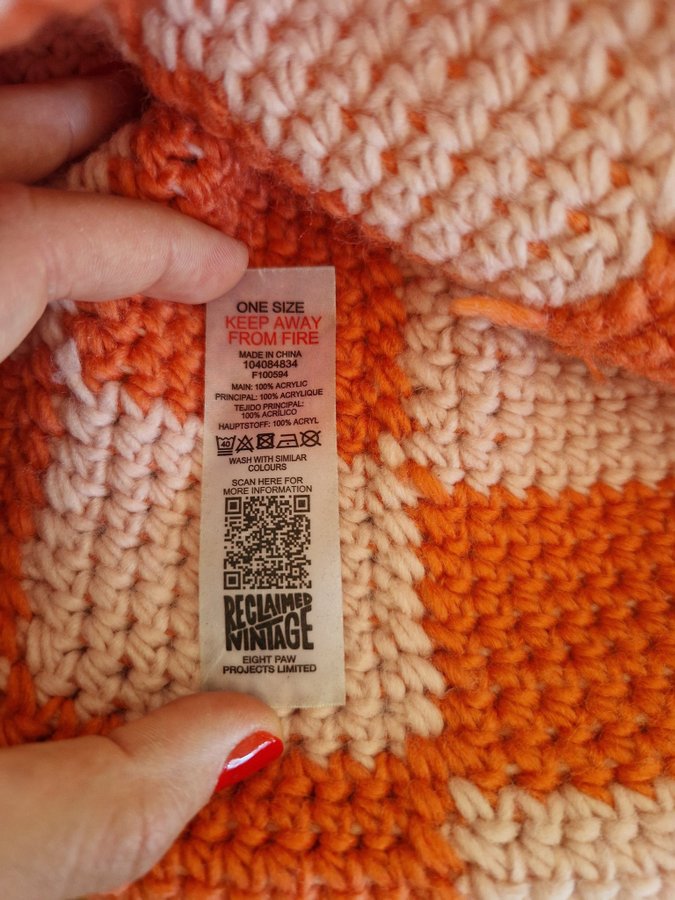 ONE SIZE
KEEP AWAY
FROM FIRE
MADE IN CHINA
104084834
F100594
MAIN: 100% ACRYLIC
PRINCIPAL: 100% ACRYLIQUE
TEJIDO PRINCIPAL:
100% ACRÍLICO
HAUPTSTOFF: 100% ACRYL
40
WASH WITH SIMILAR
COLOURS
SCAN HERE FOR
MORE INFORMATION
RECLAIMED
VINTAGE
EIGHT PAW
PROJECTS LIMITED